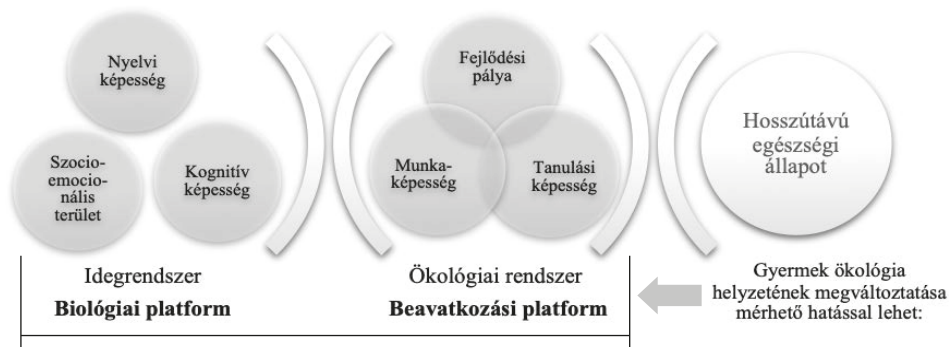 Nyelvi
képesség
Szocio-
emocio-
nális
terület
Kognitív
képesség
Fejlődési
pálya
Munka-
képesség
Tanulási
képesség
Hosszútávú
egészségi
állapot
Idegrendszer
Biológiai platform
Ökológiai rendszer
Beavatkozási platform
Gyermek ökológia
helyzetének megváltoztatása
mérhető hatással lehet: